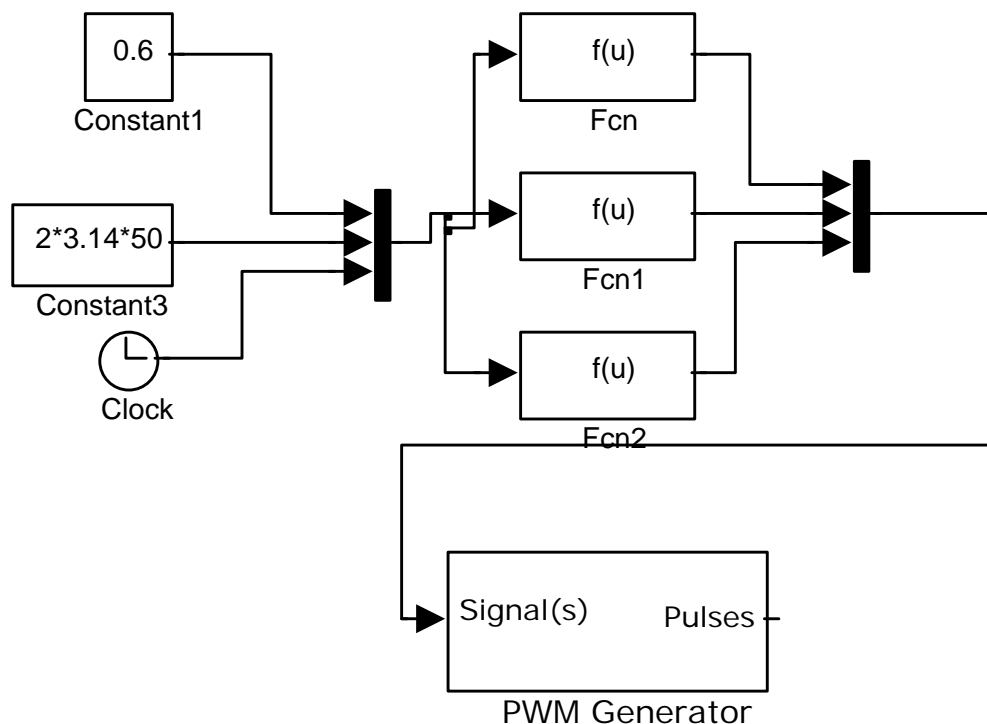 0.6
Constant1
2*3.14*50
Constant3
Clock
f(u)
Fcn
f(u)
Fcn1
f(u)
Fcn2
Signal(s)
Pulses
PWM Generator